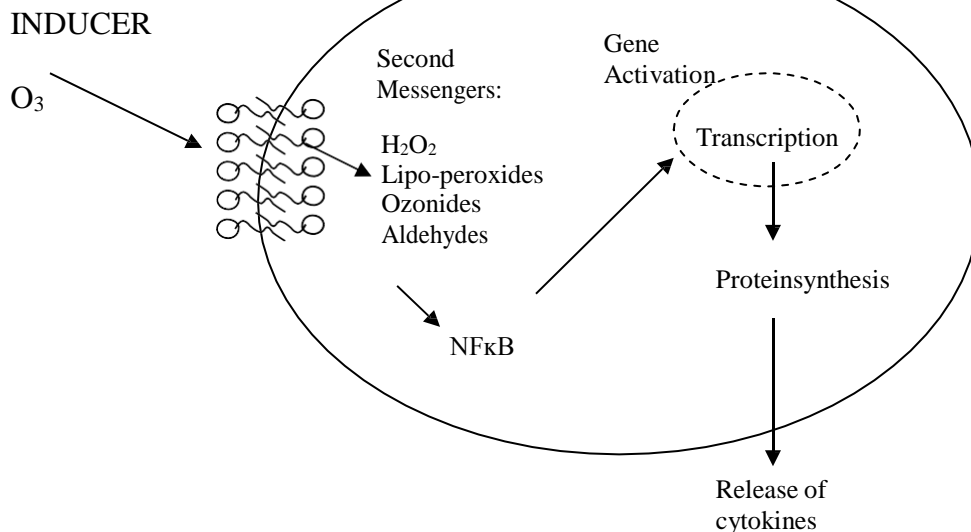 INDUCER
O₃
Second
Messengers:
H₂O₂
Lipo-peroxides
Ozonides
Aldehydes
NFκB
Gene
Activation
Transcription
Proteinsynthesis
Release of
cytokines